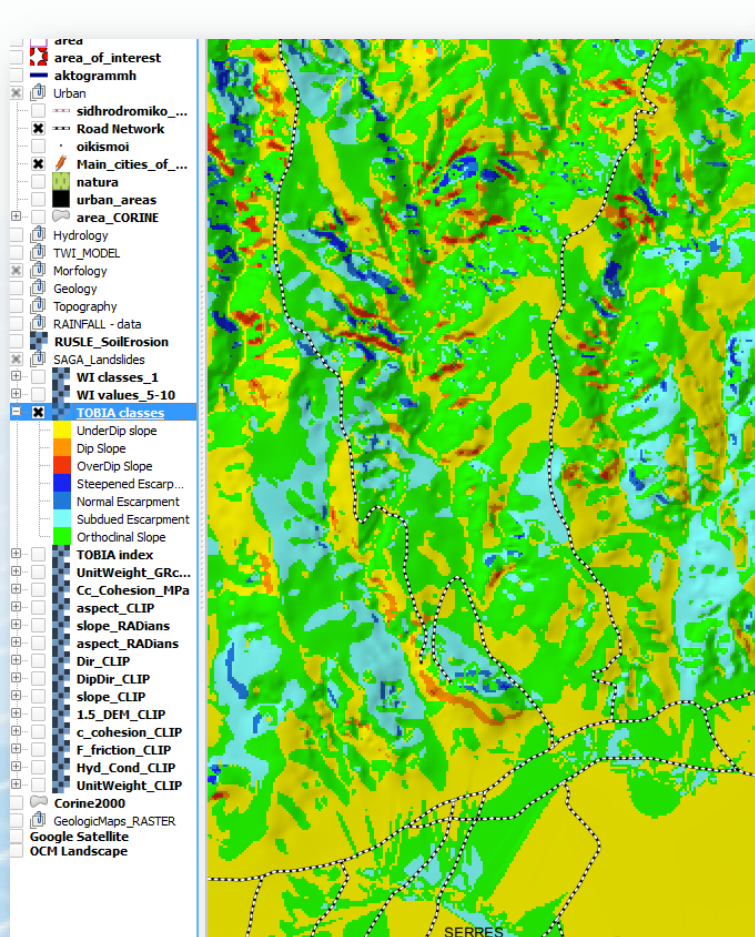 area
area_of_interest
aktogrammh
Urban
sidhrodromiko_...
Road Network
oikismoi
Main_cities_of_...
natura
urban_areas
area_CORINE
Hydrology
TWI_MODEL
Morfology
Geology
Topography
RAINFALL - data
RUSLE_SoilErosion
SAGA_Landslides
WI classes_1
WI values_5-10
TOBIA classes
UnderDip slope
Dip Slope
OverDip Slope
Steepened Escarp...
Normal Escarpment
Subdued Escarpment
Orthoclinal Slope
TOBIA index
UnitWeight_GRc...
Cc_Cohesion_MPa
aspect_CLIP
slope_RADians
aspect_RADians
Dir_CLIP
DipDir_CLIP
slope_CLIP
1.5_DEM_CLIP
c_cohesion_CLIP
F_friction_CLIP
Hyd_Cond_CLIP
UnitWeight_CLIP
Corine2000
GeologicMaps_RASTER
Google Satellite
OCM Landscape
SERRES